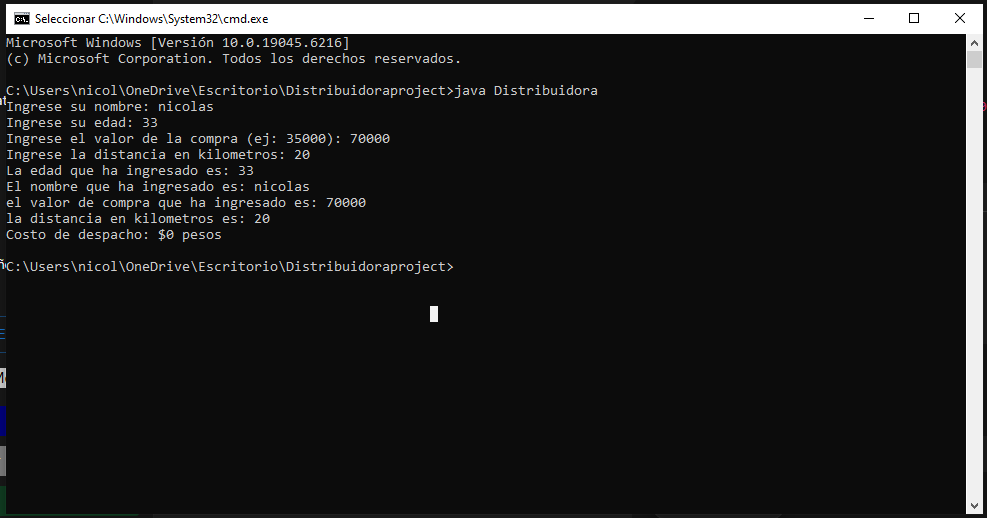 Seleccionar C:\Windows\System32\cmd.exe
Microsoft Windows [Versión 10.0.19045.6216]
(c) Microsoft Corporation. Todos los derechos reservados.
C:\Users\nicol\OneDrive\Escritorio\Distribuidoraproject>java Distribuidora
Ingrese su nombre: nicolas
Ingrese su edad: 33
Ingrese el valor de la compra (ej: 35000): 70000
Ingrese la distancia en kilometros: 20
La edad que ha ingresado es: 33
El nombre que ha ingresado es: nicolas
el valor de compra que ha ingresado es: 70000
la distancia en kilometros es: 20
Costo de despacho: $0 pesos
C:\Users\nicol\OneDrive\Escritorio\Distribuidoraproject>